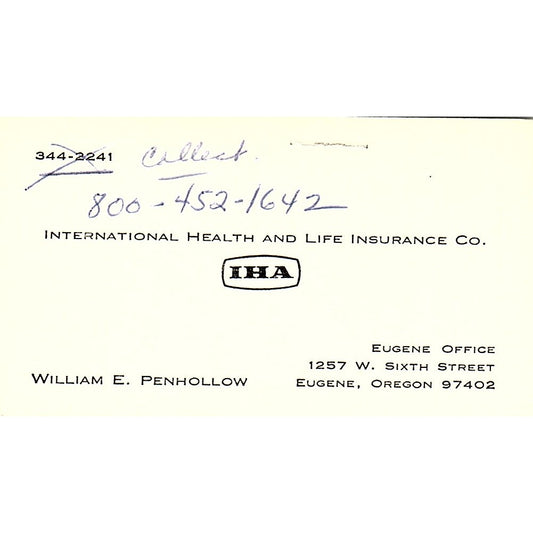 344-2241 Collect.
800-452-1642
INTERNATIONAL HEALTH AND LIFE INSURANCE CO.
IHA
EUGENE OFFICE
1257 W. SIXTH STREET
WILLIAM E. PENHOLLOW EUGENE, OREGON 97402